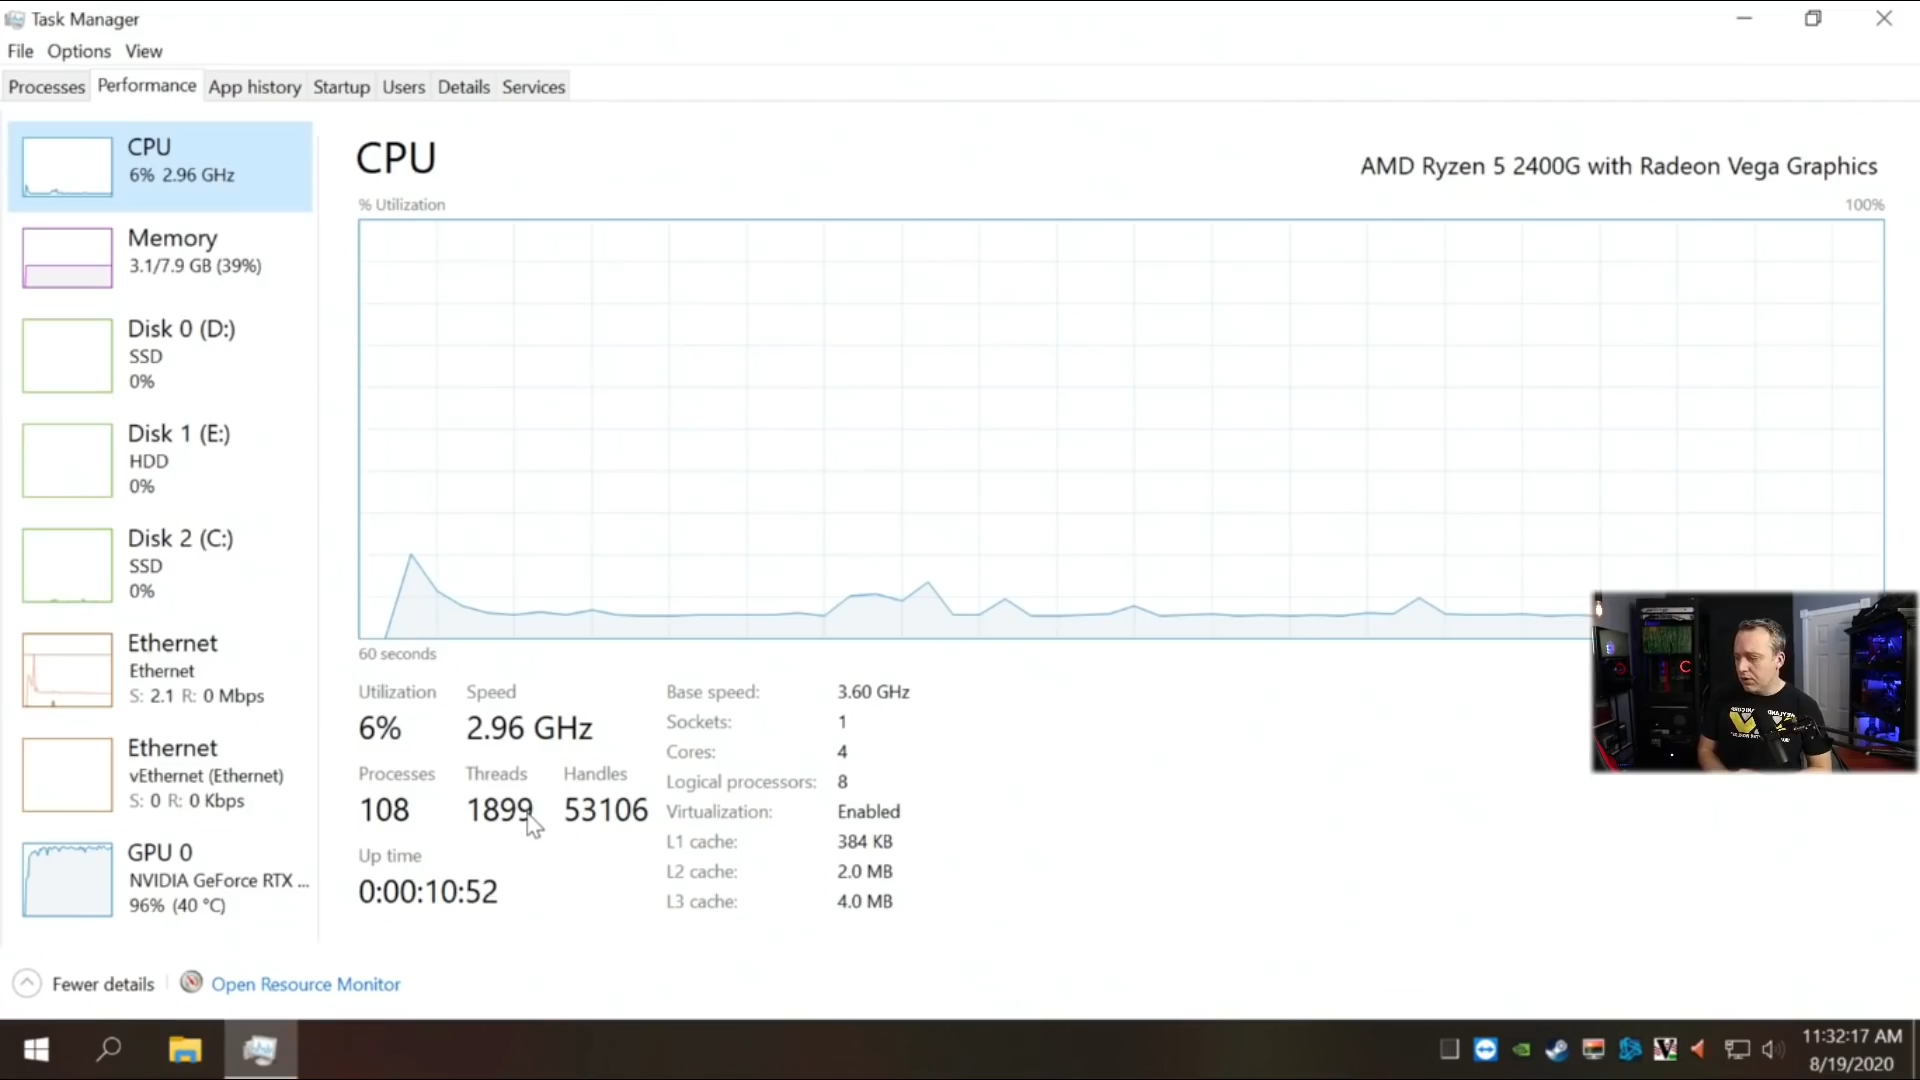 Task Manager
File Options View
Processes Performance App history Startup Users Details Services
CPU
6% 2.96 GHz
Memory
3.1/7.9 GB (39%)
Disk 0 (D:)
SSD
0%
Disk 1 (E:)
HDD
0%
Disk 2 (C:)
SSD
0%
Ethernet
Ethernet
S: 2.1 R: 0 Mbps
Ethernet
vEthernet (Ethernet)
S: 0 R: 0 Kbps
GPU 0
NVIDIA GeForce RTX ...
96% (40 °C)
CPU
AMD Ryzen 5 2400G with Radeon Vega Graphics
% Utilization 100%
60 seconds
Utilization Speed
6% 2.96 GHz
Processes Threads Handles
108 1899 53106
Up time
0:00:10:52
Base speed: 3.60 GHz
Sockets: 1
Cores: 4
Logical processors: 8
Virtualization: Enabled
L1 cache: 384 KB
L2 cache: 2.0 MB
L3 cache: 4.0 MB
Fewer details Open Resource Monitor
11:32:17 AM
8/19/2020